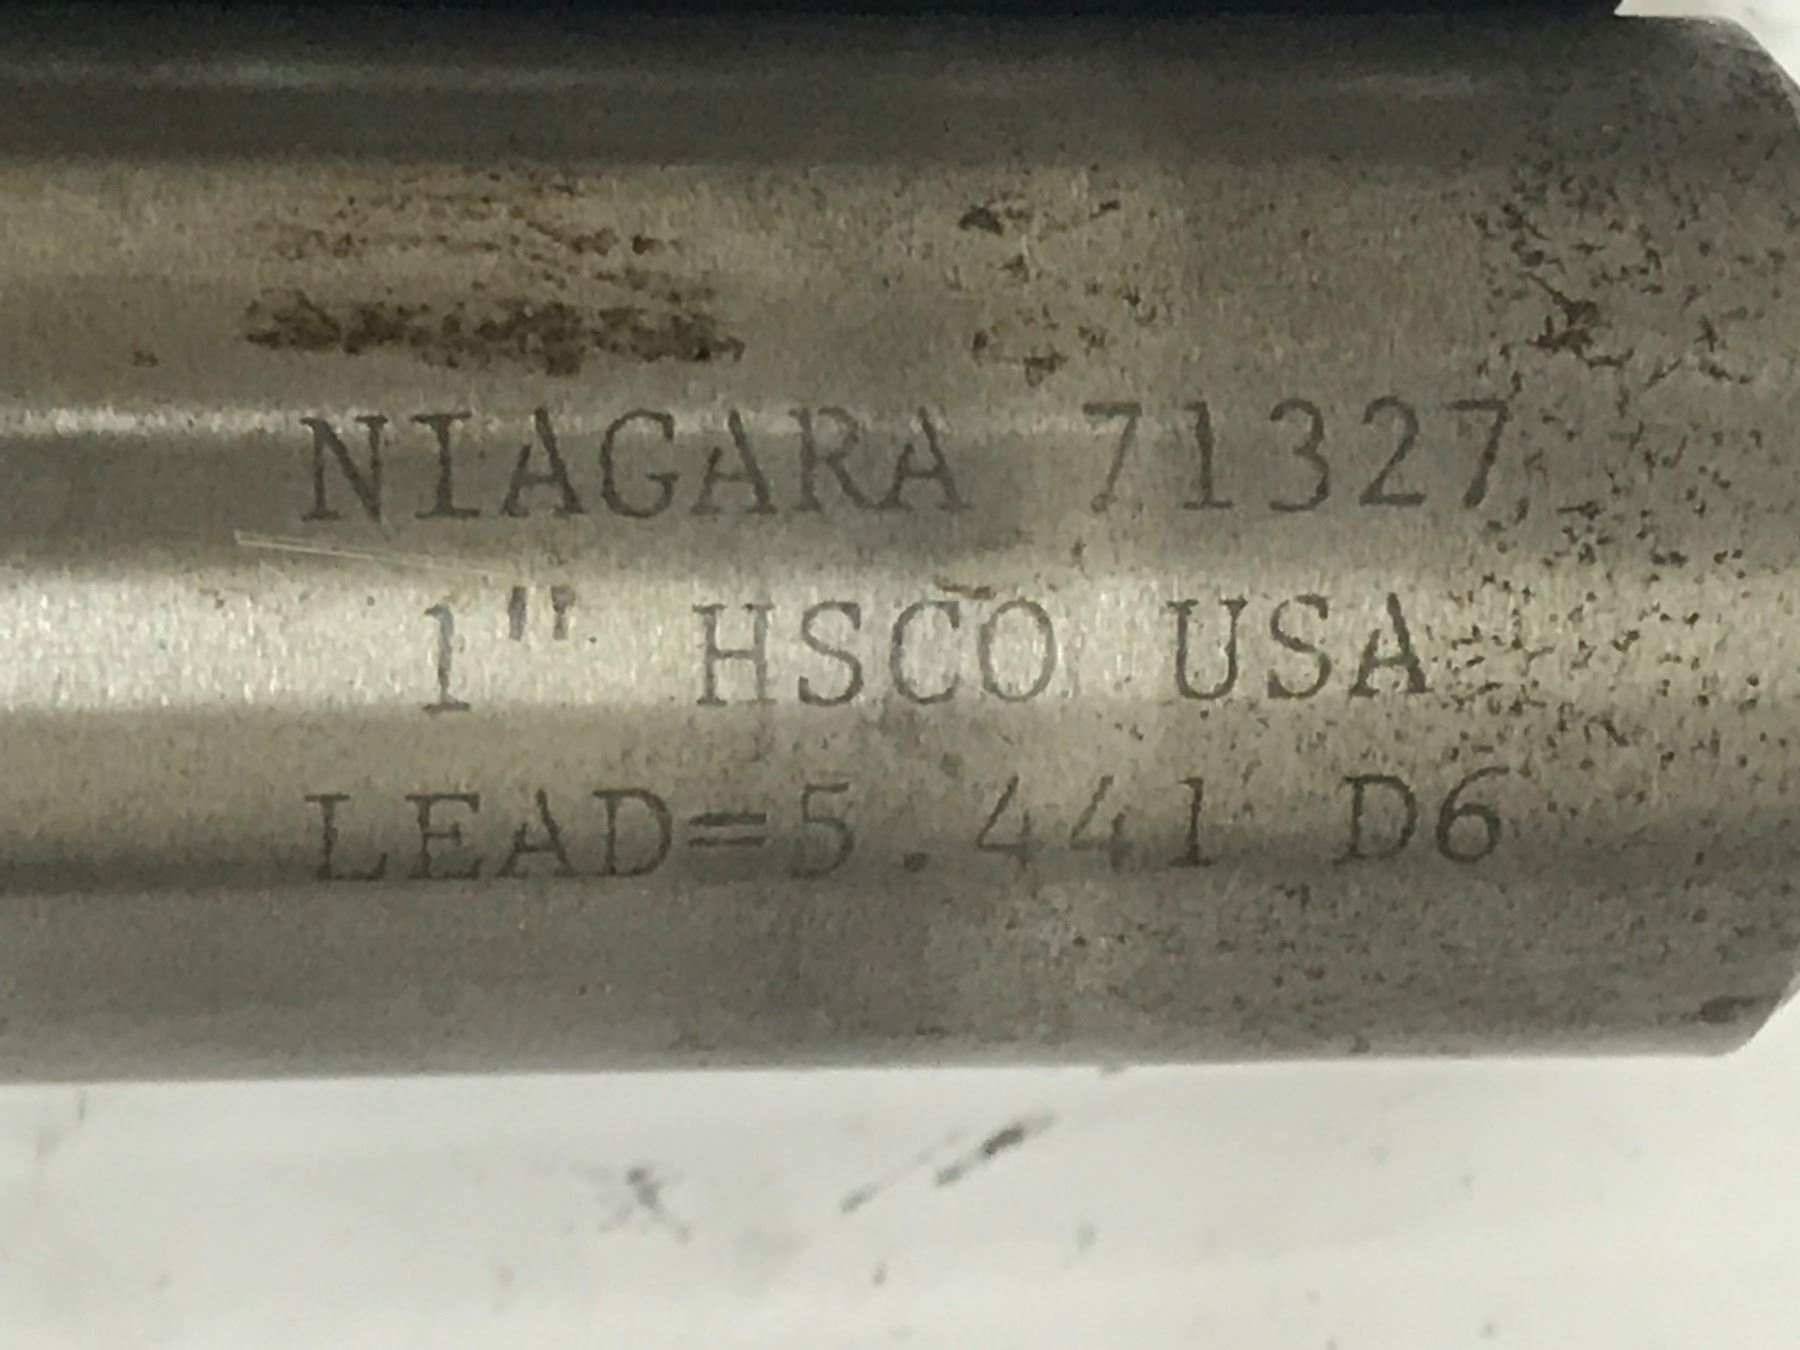 NIAGARA 71327
1" HSCO USA
LEAD=5.441 D6